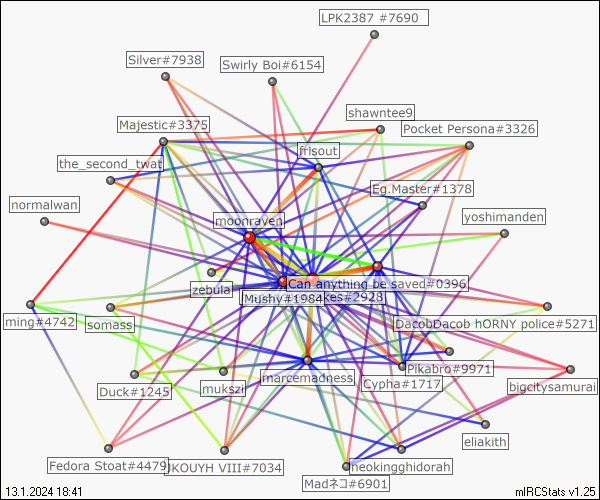 LPK2387 #7690
Silver#7938
Swirly Boi#6154
shawntee9
Majestic#3375
Pocket Persona#3326
frisout
the_second_twat
Eg.Master#1378
normalwan
moonraven
yoshimanden
zebula
Can anything be saved#0396
Mushy#1984
kes#2928
ming#4742
somass
DacobDacob hORNY police#5271
marcemadness
Pikabro#9971
Duck#1245
mukszi
Cypha#1717
bigcitysamurai
eliakith
Fedora Stoat#4479
JKOUYH VIII#7034
neokingghidorah
Madネコ#6901
13.1.2024 18:41
mIRCStats v1.25